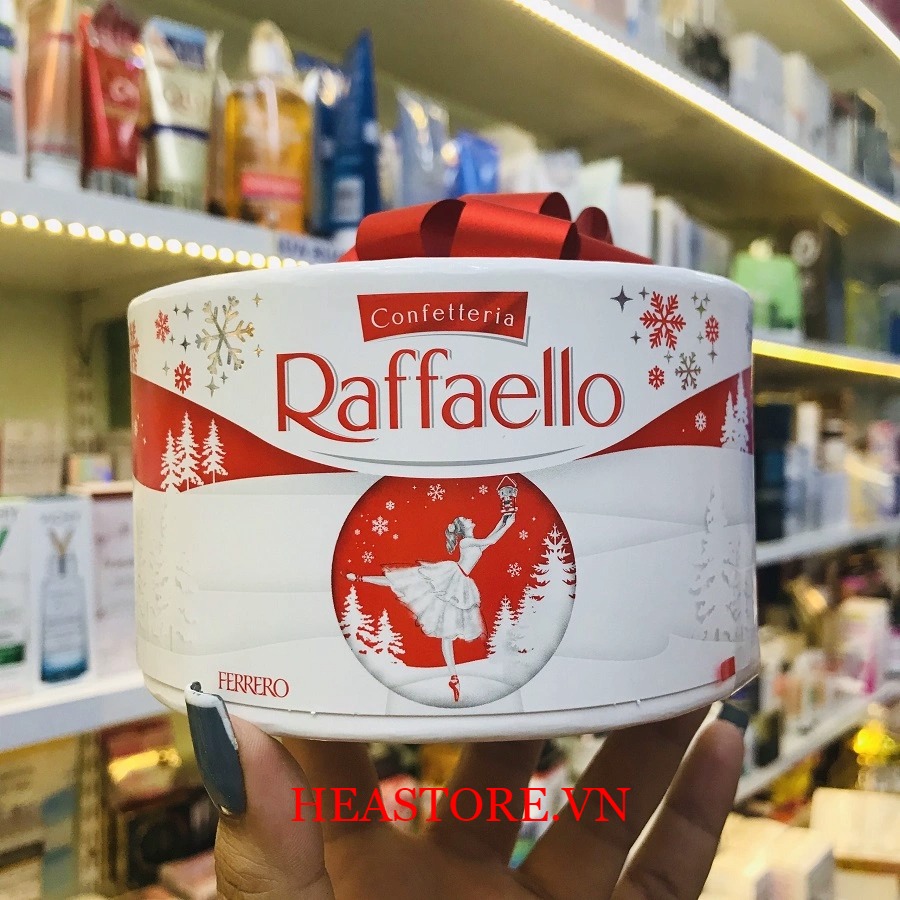 Confetteria
Raffaello
FERRERO
HEASTORE.VN